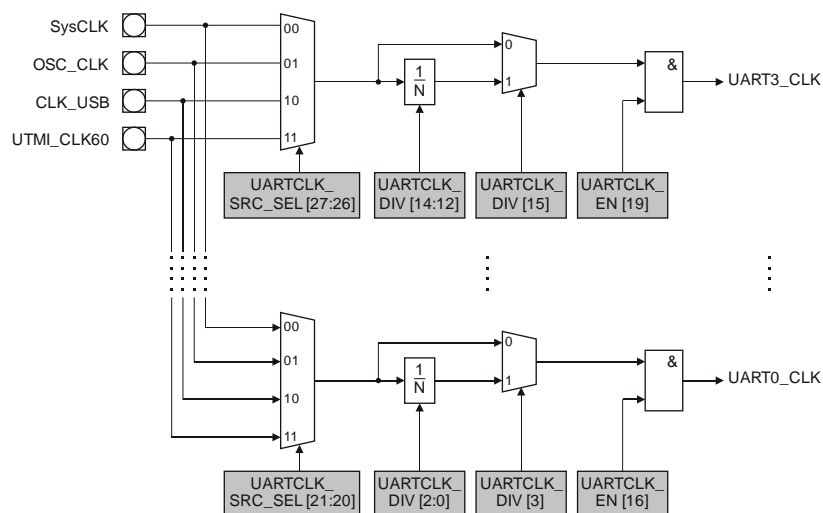 SysCLK
OSC_CLK
CLK_USB
UTMI_CLK60
00
01
10
11
1
N
0
1
&
UART3_CLK
UARTCLK_
SRC_SEL [27:26]
UARTCLK_
DIV [14:12]
UARTCLK_
DIV [15]
UARTCLK_
EN [19]
00
01
10
11
1
N
0
1
&
UART0_CLK
UARTCLK_
SRC_SEL [21:20]
UARTCLK_
DIV [2:0]
UARTCLK_
DIV [3]
UARTCLK_
EN [16]